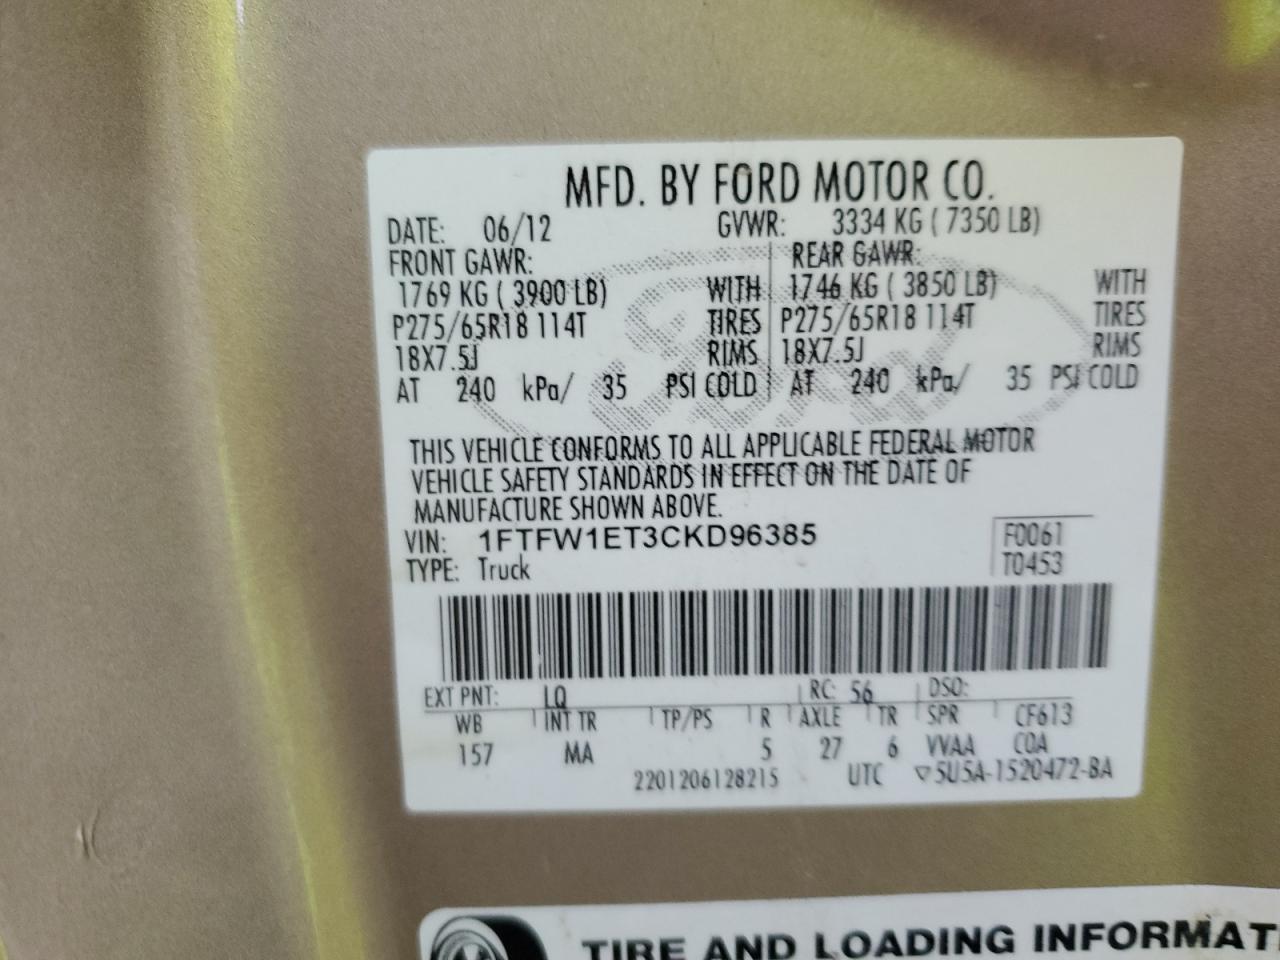 MFD. BY FORD MOTOR CO.
DATE: 06/12 GVWR: 3334 KG ( 7350 LB)
FRONT GAWR: REAR GAWR:
1769 KG ( 3900 LB) WITH 1746 KG ( 3850 LB) WITH
P275/65R18 114T TIRES P275/65R18 114T TIRES
18X7.5J RIMS 18X7.5J RIMS
AT 240 kPa/ 35 PSI COLD AT 240 kPa/ 35 PSI COLD
THIS VEHICLE CONFORMS TO ALL APPLICABLE FEDERAL MOTOR
VEHICLE SAFETY STANDARDS IN EFFECT ON THE DATE OF
MANUFACTURE SHOWN ABOVE.
VIN: 1FTFW1ET3CKD96385 F0061
TYPE: Truck T0453
EXT PNT: LQ RC: 56 DSO:
WB INT TR TP/PS R AXLE TR SPR CF613
157 MA 5 27 6 VVAA COA
2201206128215 UTC ▽5U5A-1520472-BA
TIRE AND LOADING INFORMATI